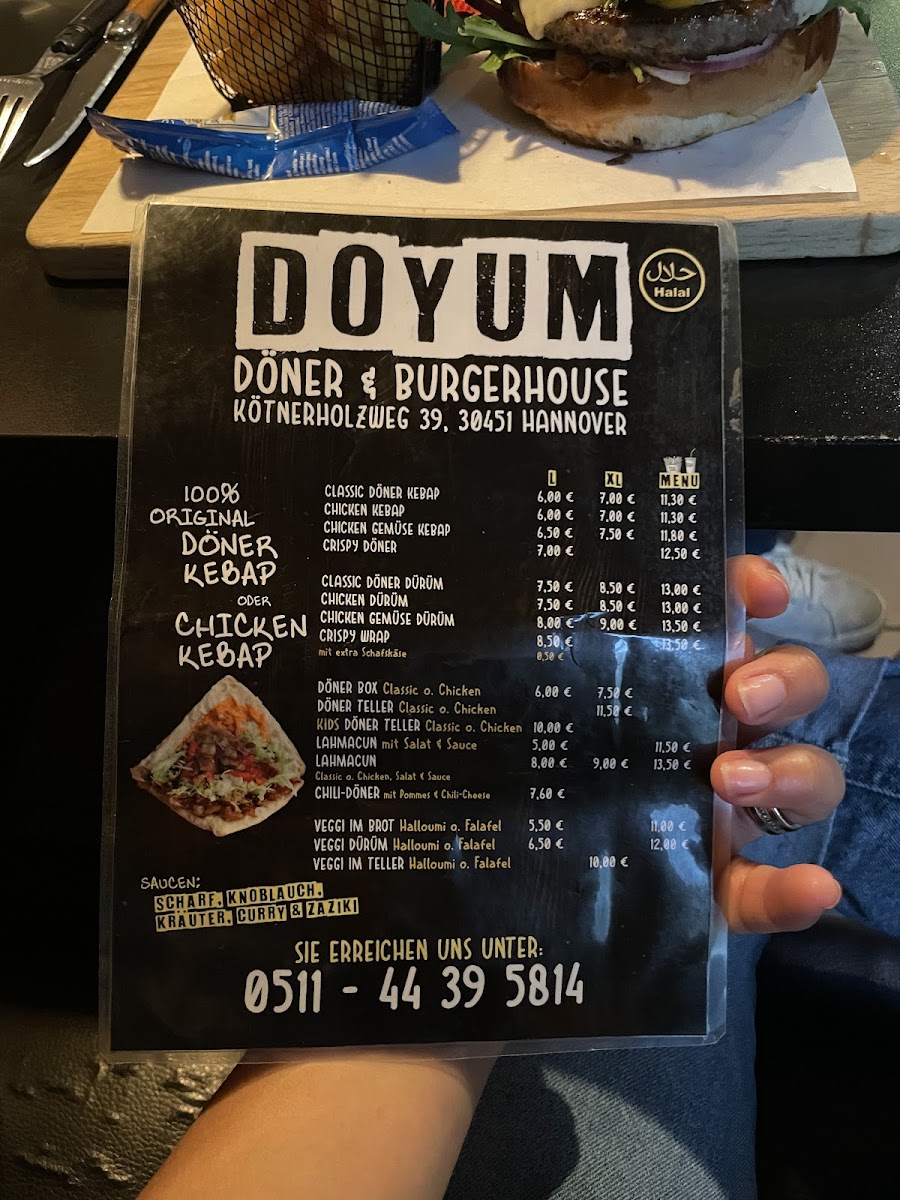 DOYUM
حلال
Halal
DÖNER & BURGERHOUSE
KÖTNERHOLZWEG 39, 30451 HANNOVER
L XL MENU
100%
ORIGINAL
DÖNER
KEBAP
ODER
CHICKEN
KEBAP
CLASSIC DÖNER KEBAP 6,00 € 7,00 € 11,30 €
CHICKEN KEBAP 6,00 € 7,00 € 11,30 €
CHICKEN GEMÜSE KEBAP 6,50 € 7,50 € 11,80 €
CRISPY DÖNER 7,00 € 12,50 €
CLASSIC DÖNER DÜRÜM 7,50 € 8,50 € 13,00 €
CHICKEN DÜRÜM 7,50 € 8,50 € 13,00 €
CHICKEN GEMÜSE DÜRÜM 8,00 € 9,00 € 13,50 €
CRISPY WRAP 8,50 € 13,50 €
mit extra Schafskäse 0,50 €
DÖNER BOX Classic o. Chicken 6,00 € 7,50 €
DÖNER TELLER Classic o. Chicken 11,50 €
KIDS DÖNER TELLER Classic o. Chicken 10,00 €
LAHMACUN mit Salat & Sauce 5,00 € 11,50 €
LAHMACUN 8,00 € 9,00 € 13,50 €
Classic o. Chicken, Salat & Sauce
CHILI-DÖNER mit Pommes & Chili-Cheese 7,60 €
VEGGI IM BROT Halloumi o. Falafel 5,50 € 11,00 €
VEGGI DÜRÜM Halloumi o. Falafel 6,50 € 12,00 €
VEGGI IM TELLER Halloumi o. Falafel 10,00 €
SAUCEN:
SCHARF, KNOBLAUCH,
KRÄUTER, CURRY & ZAZIKI
SIE ERREICHEN UNS UNTER:
0511 - 44 39 5814